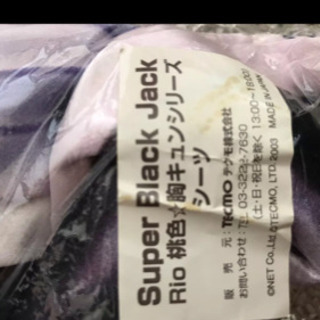 Super Black Jack
Rio 桃色☆胸キュンシリーズ
シーツ
販 売 元：TECMO テクモ株式会社
お問い合わせ：TEL 03-322 -7630
(土・日・祝日を除く 13:00～18:00)
©NET Co.,Ltd.©TECMO, LTD. 2003 MADE IN JAPAN